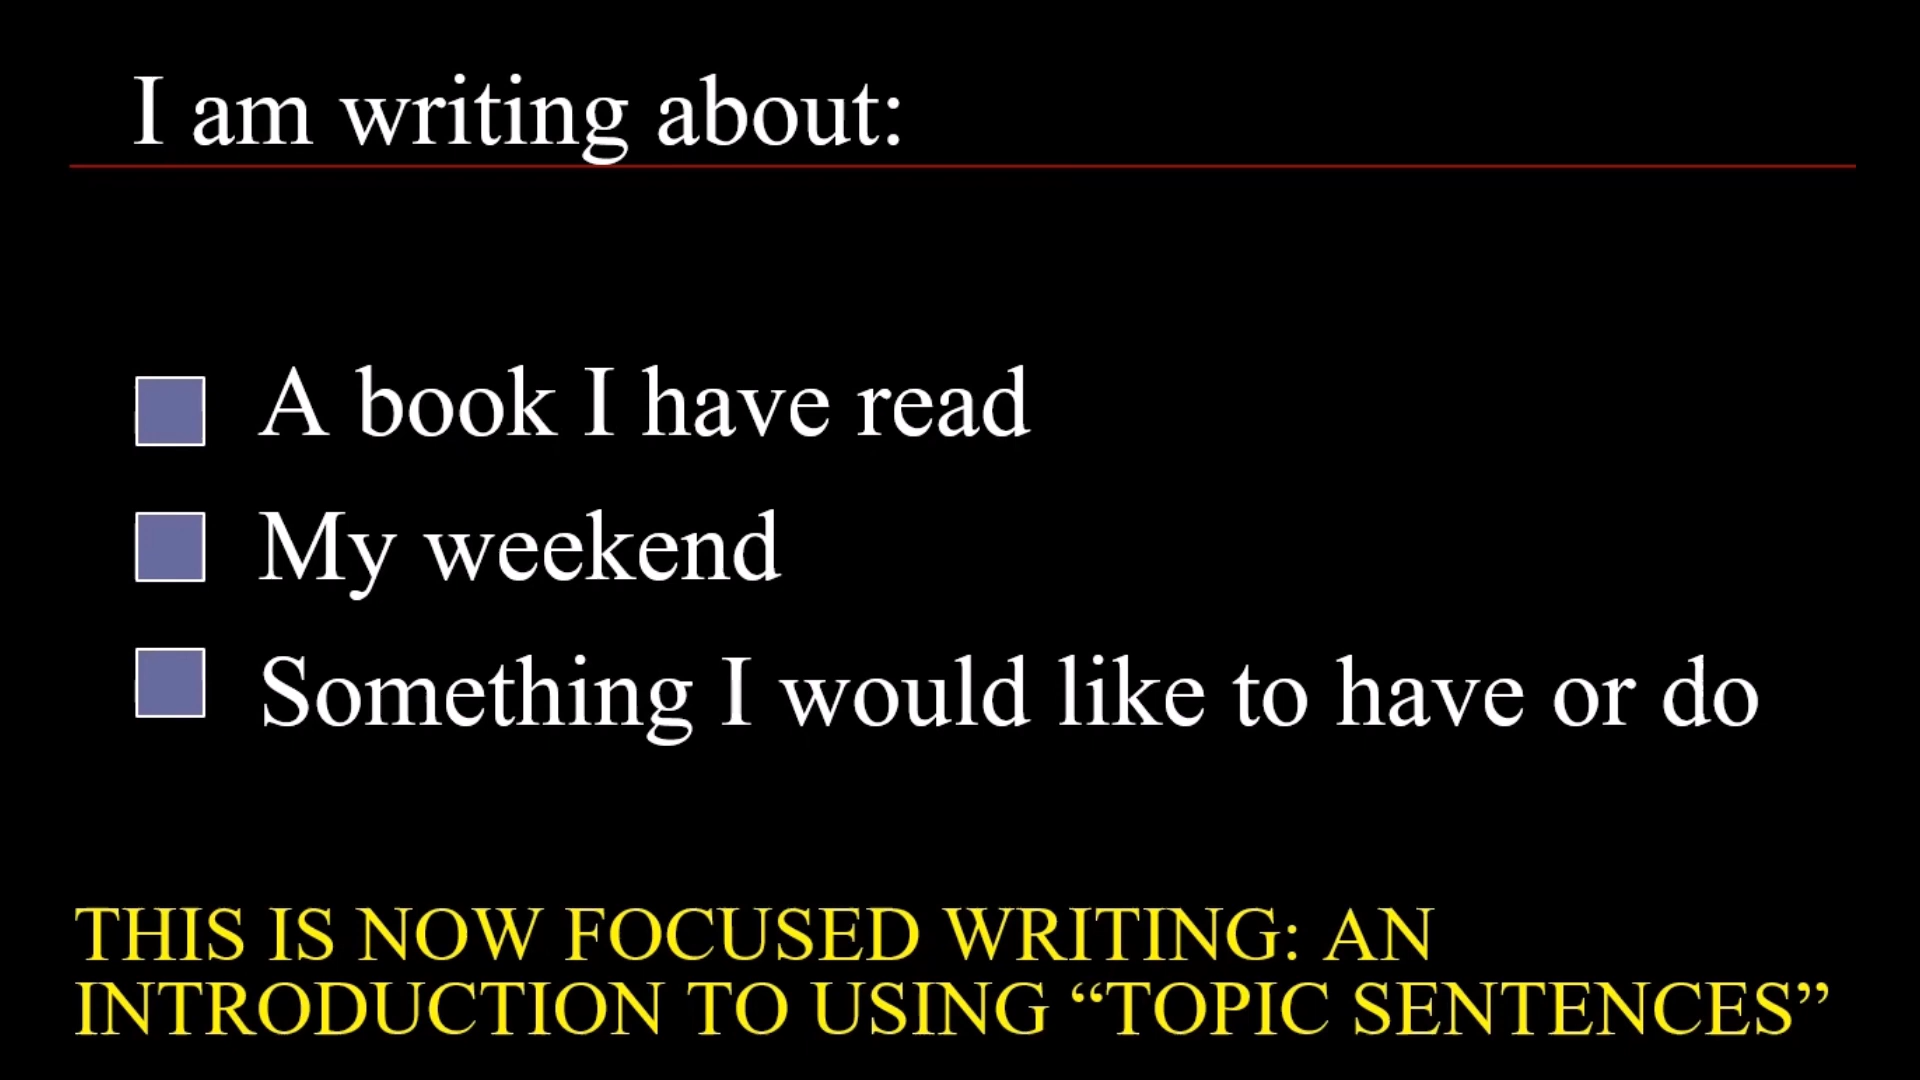 I am writing about:
A book I have read
My weekend
Something I would like to have or do
THIS IS NOW FOCUSED WRITING: AN
INTRODUCTION TO USING “TOPIC SENTENCES”